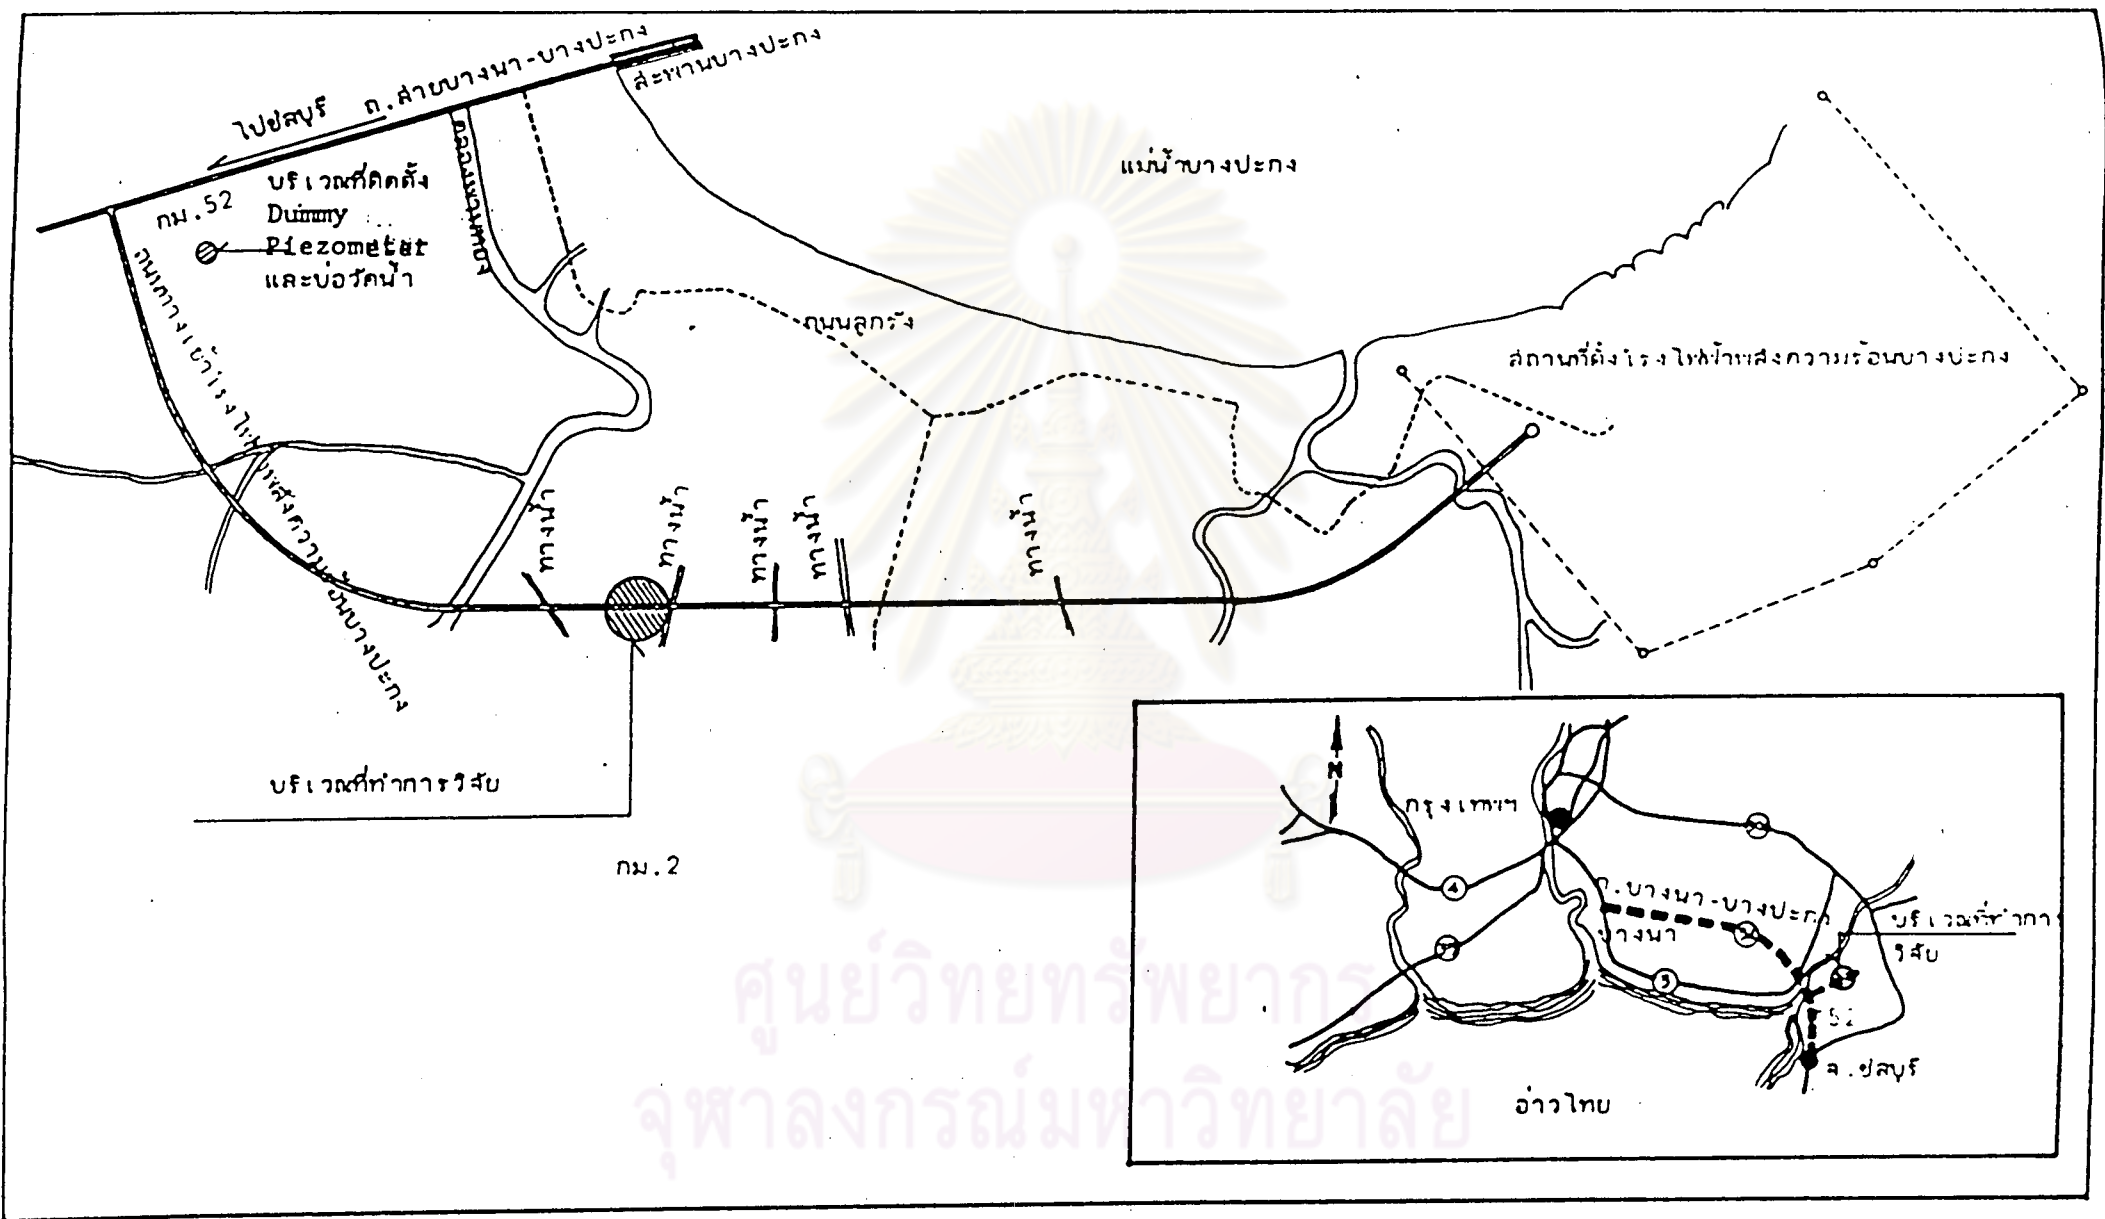 ถ.สายบางนา-บางปะกง
สะพานบางปะกง
ไปชลบุรี
กม.52
บริเวณที่ติดตั้ง
Dummy
Piezometer
และบ่อวัดน้ำ
คลองพานทอง
แม่น้ำบางปะกง
ถนนลูกรัง
สถานที่ตั้งโรงไฟฟ้าพลังความร้อนบางปะกง
ถนนทางเข้าโรงไฟฟ้าพลังความร้อนบางปะกง
ทางน้ำ
ทางน้ำ
ทางน้ำ
ทางน้ำ
ทางน้ำ
บริเวณที่ทำการวิจัย
กม.2
N
กรุงเทพฯ
4
ถ.บางนา-บางปะกง
บางนา
3
บริเวณที่ทำการ
วิจัย
52
จ.ชลบุรี
อ่าวไทย
ศูนย์วิทยทรัพยากร
จุฬาลงกรณ์มหาวิทยาลัย